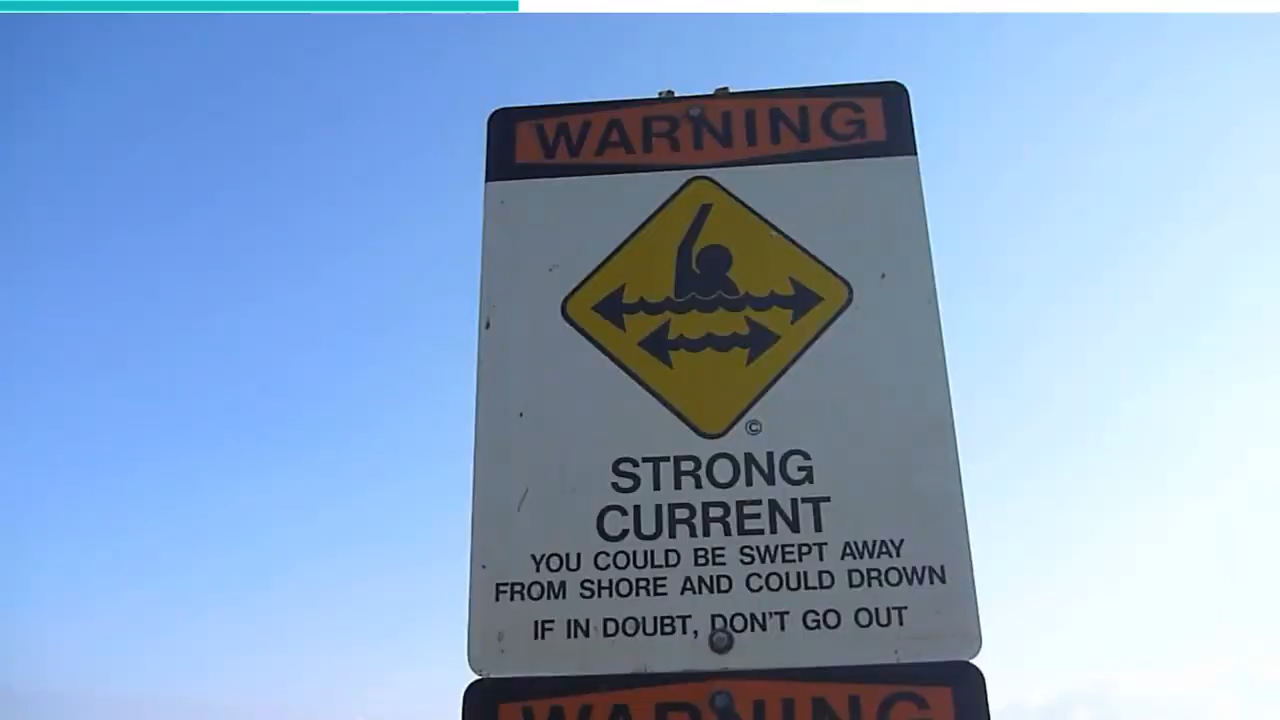 WARNING
©
STRONG
CURRENT
YOU COULD BE SWEPT AWAY
FROM SHORE AND COULD DROWN
IF IN DOUBT, DON'T GO OUT
WARNING